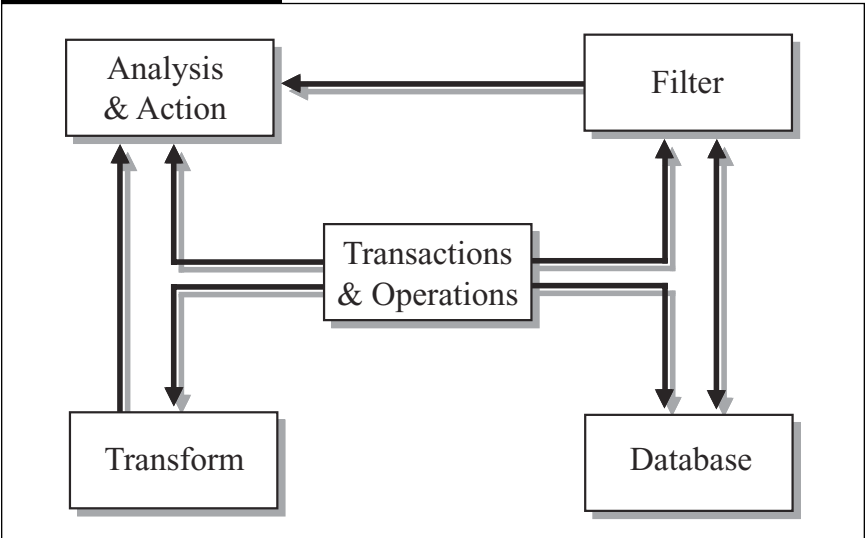 Analysis
& Action
Filter
Transactions
& Operations
Transform
Database